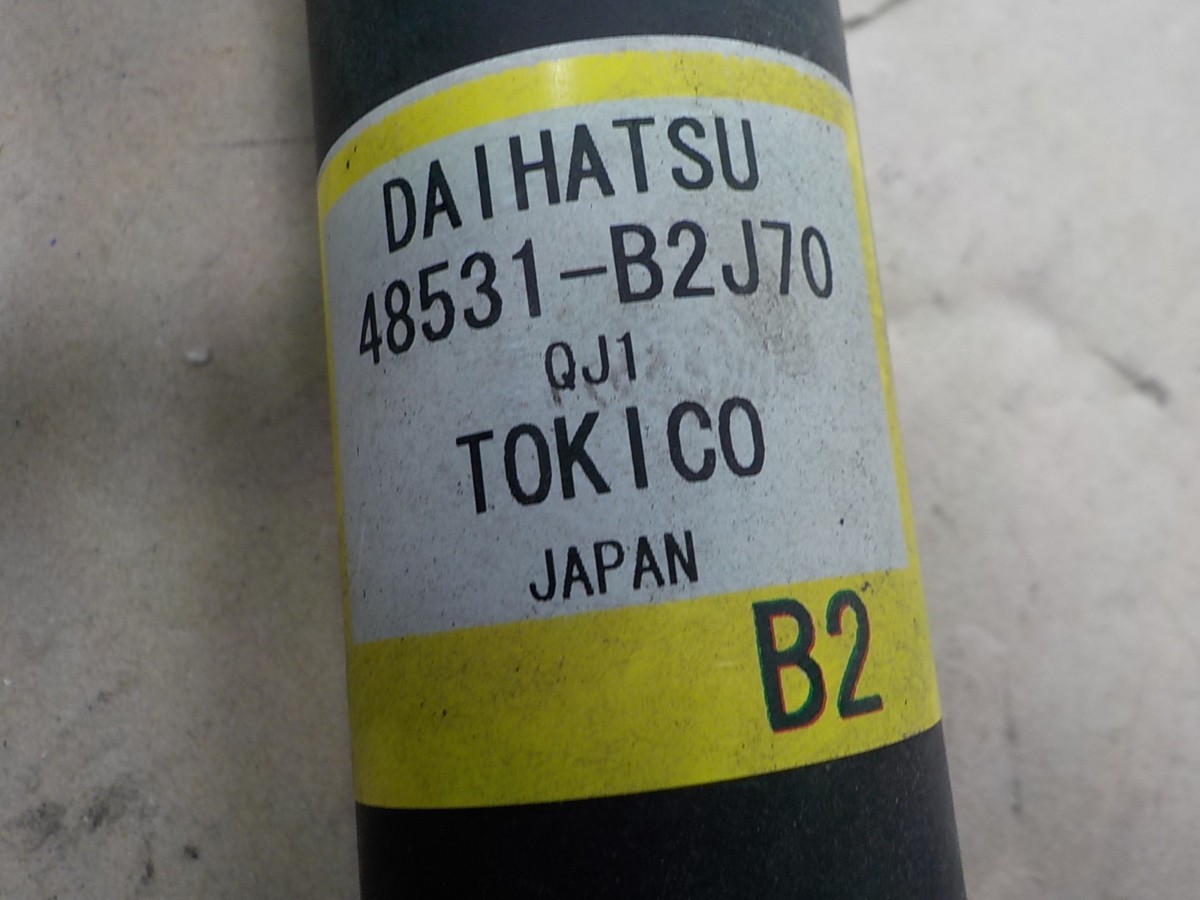 DAIHATSU
48531-B2J70
QJ1
TOKICO
JAPAN
B2